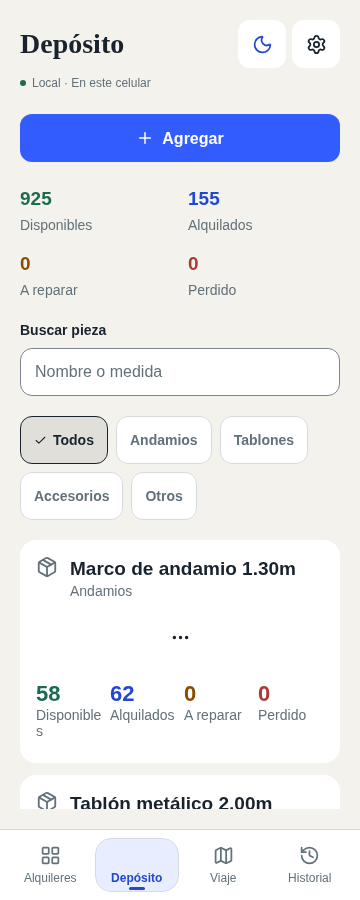 Depósito
Local · En este celular
Agregar
925 155
Disponibles Alquilados
0 0
A reparar Perdido
Buscar pieza
Nombre o medida
Todos Andamios Tablones
Accesorios Otros
Marco de andamio 1.30m
Andamios
...
58 62 0 0
Disponible Alquilados A reparar Perdido
s
Tablón metálico 2.00m
Alquileres Depósito Viaje Historial